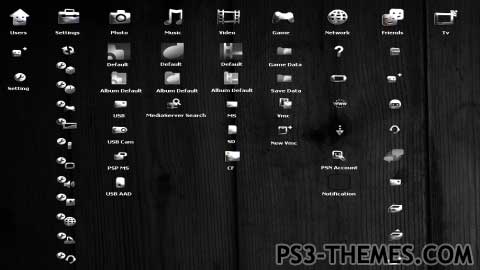 Users Settings Photo Music Video Game Network Friends Tv
Default Default Default Game Data
Setting
Album Default Album Default Album Default Save Data
USB MediaServer Search MS Vmc
www
USB Cam SD New Vmc
PSP MS CF PSN Account
USB AAD Notification
PS3-THEMES.COM